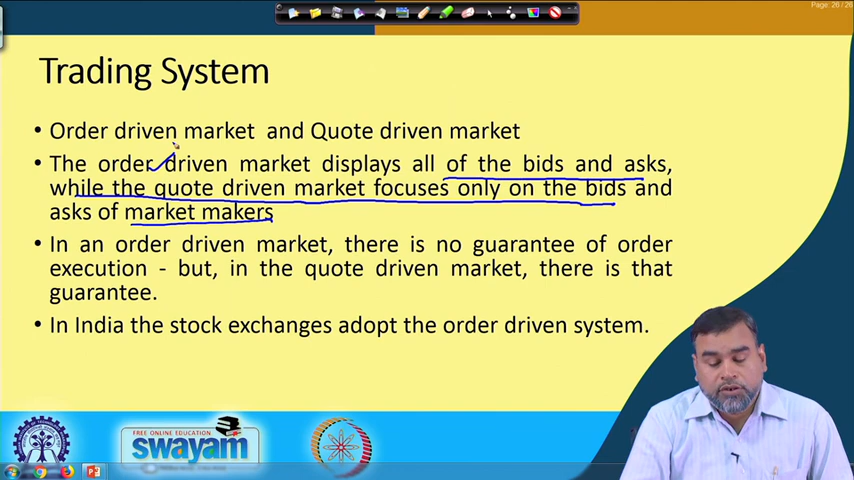 Page: 26 / 26
Trading System
• Order driven market and Quote driven market
• The order driven market displays all of the bids and asks,
while the quote driven market focuses only on the bids and
asks of market makers
• In an order driven market, there is no guarantee of order
execution - but, in the quote driven market, there is that
guarantee.
• In India the stock exchanges adopt the order driven system.
FREE ONLINE EDUCATION
swayam